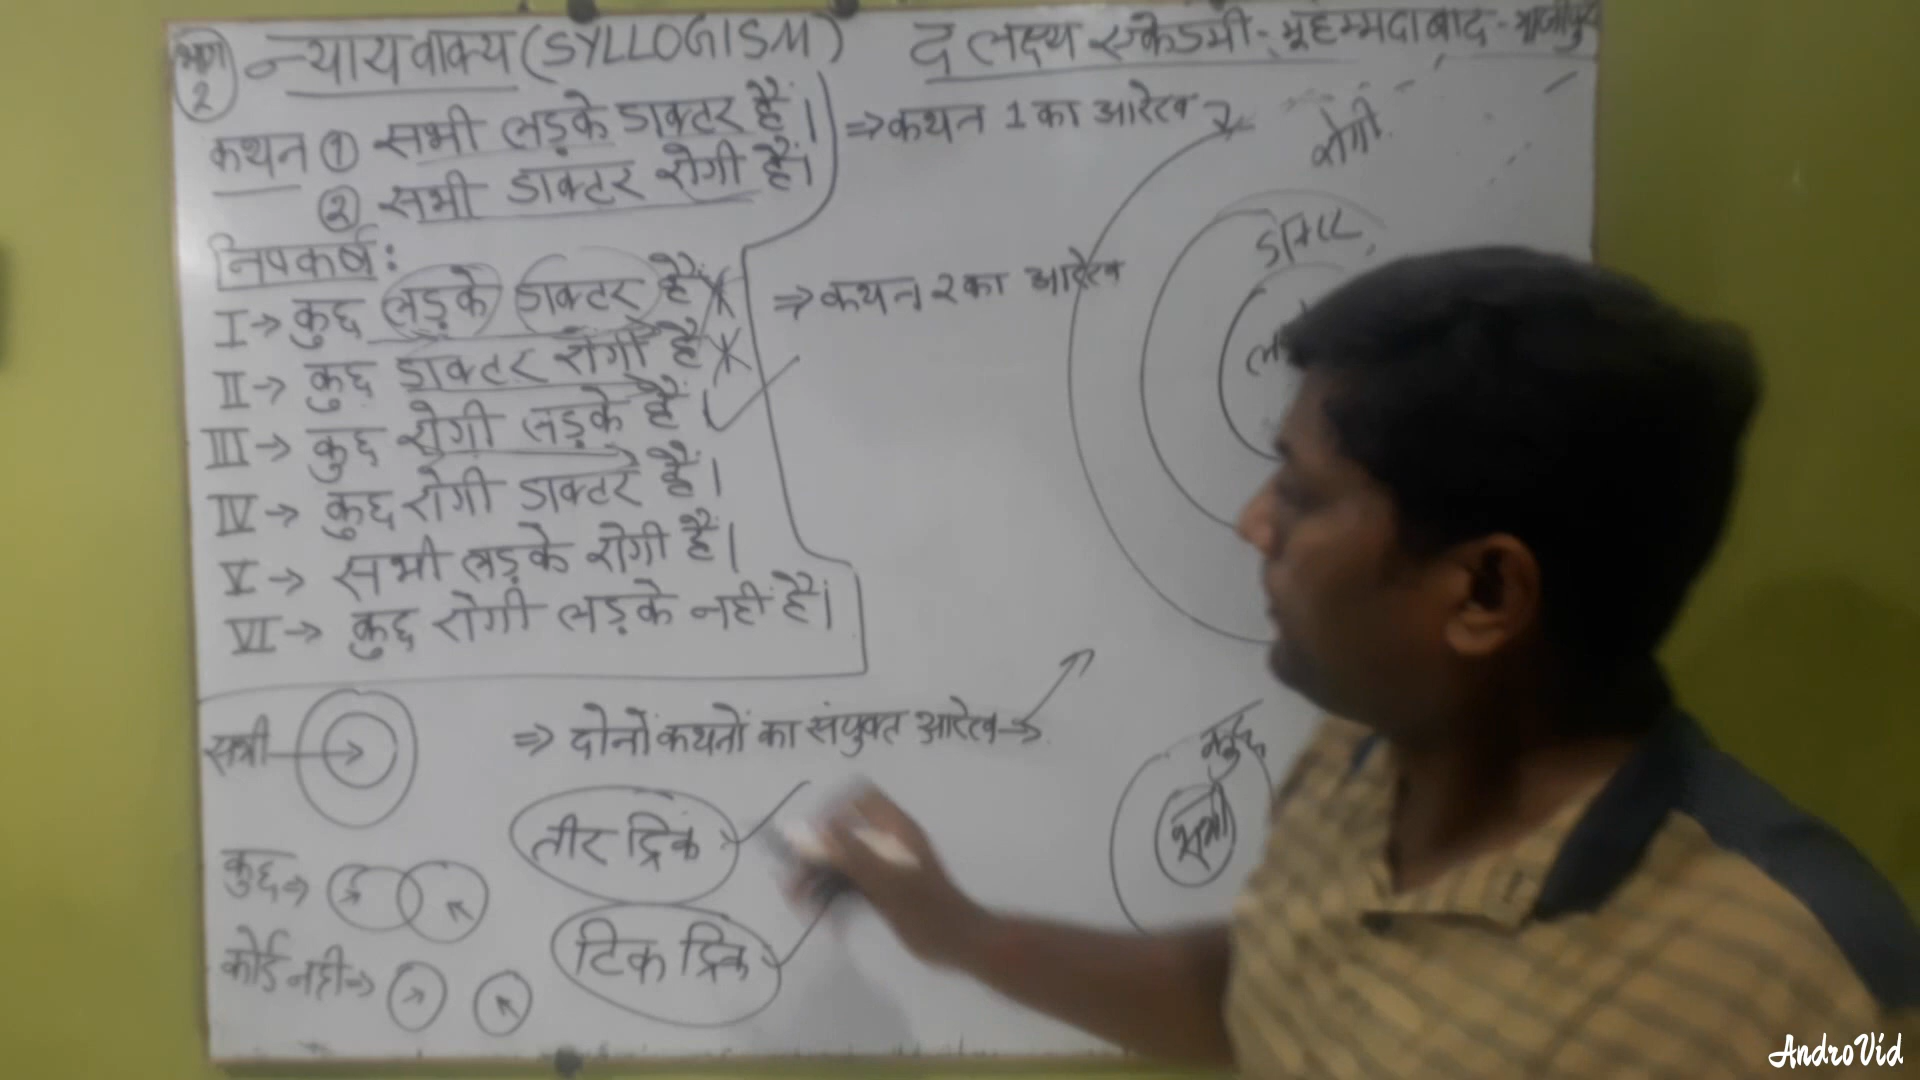 भाग 2
न्यायवाक्य (SYLLOGISM)
द लक्ष्य एकेडमी - मुहम्मदाबाद - गाजीपुर
कथन ① सभी लड़के डाक्टर हैं।
② सभी डाक्टर रोगी हैं।
निष्कर्ष:
I → कुछ लड़के डाक्टर हैं
II → कुछ डाक्टर रोगी हैं
III → कुछ रोगी लड़के हैं।
IV → कुछ रोगी डाक्टर हैं।
V → सभी लड़के रोगी हैं।
VI → कुछ रोगी लड़के नही हैं।
⇒ कथन 1 का आरेख
⇒ कथन 2 का आरेख
रोगी
डाक्टर
सभी
⇒ दोनों कथनों का संयुक्त आरेख →
कुछ ⇒
कोई नही ⇒
तीर ट्रिक
टिक ट्रिक
कुछ
सभी
AndroVid